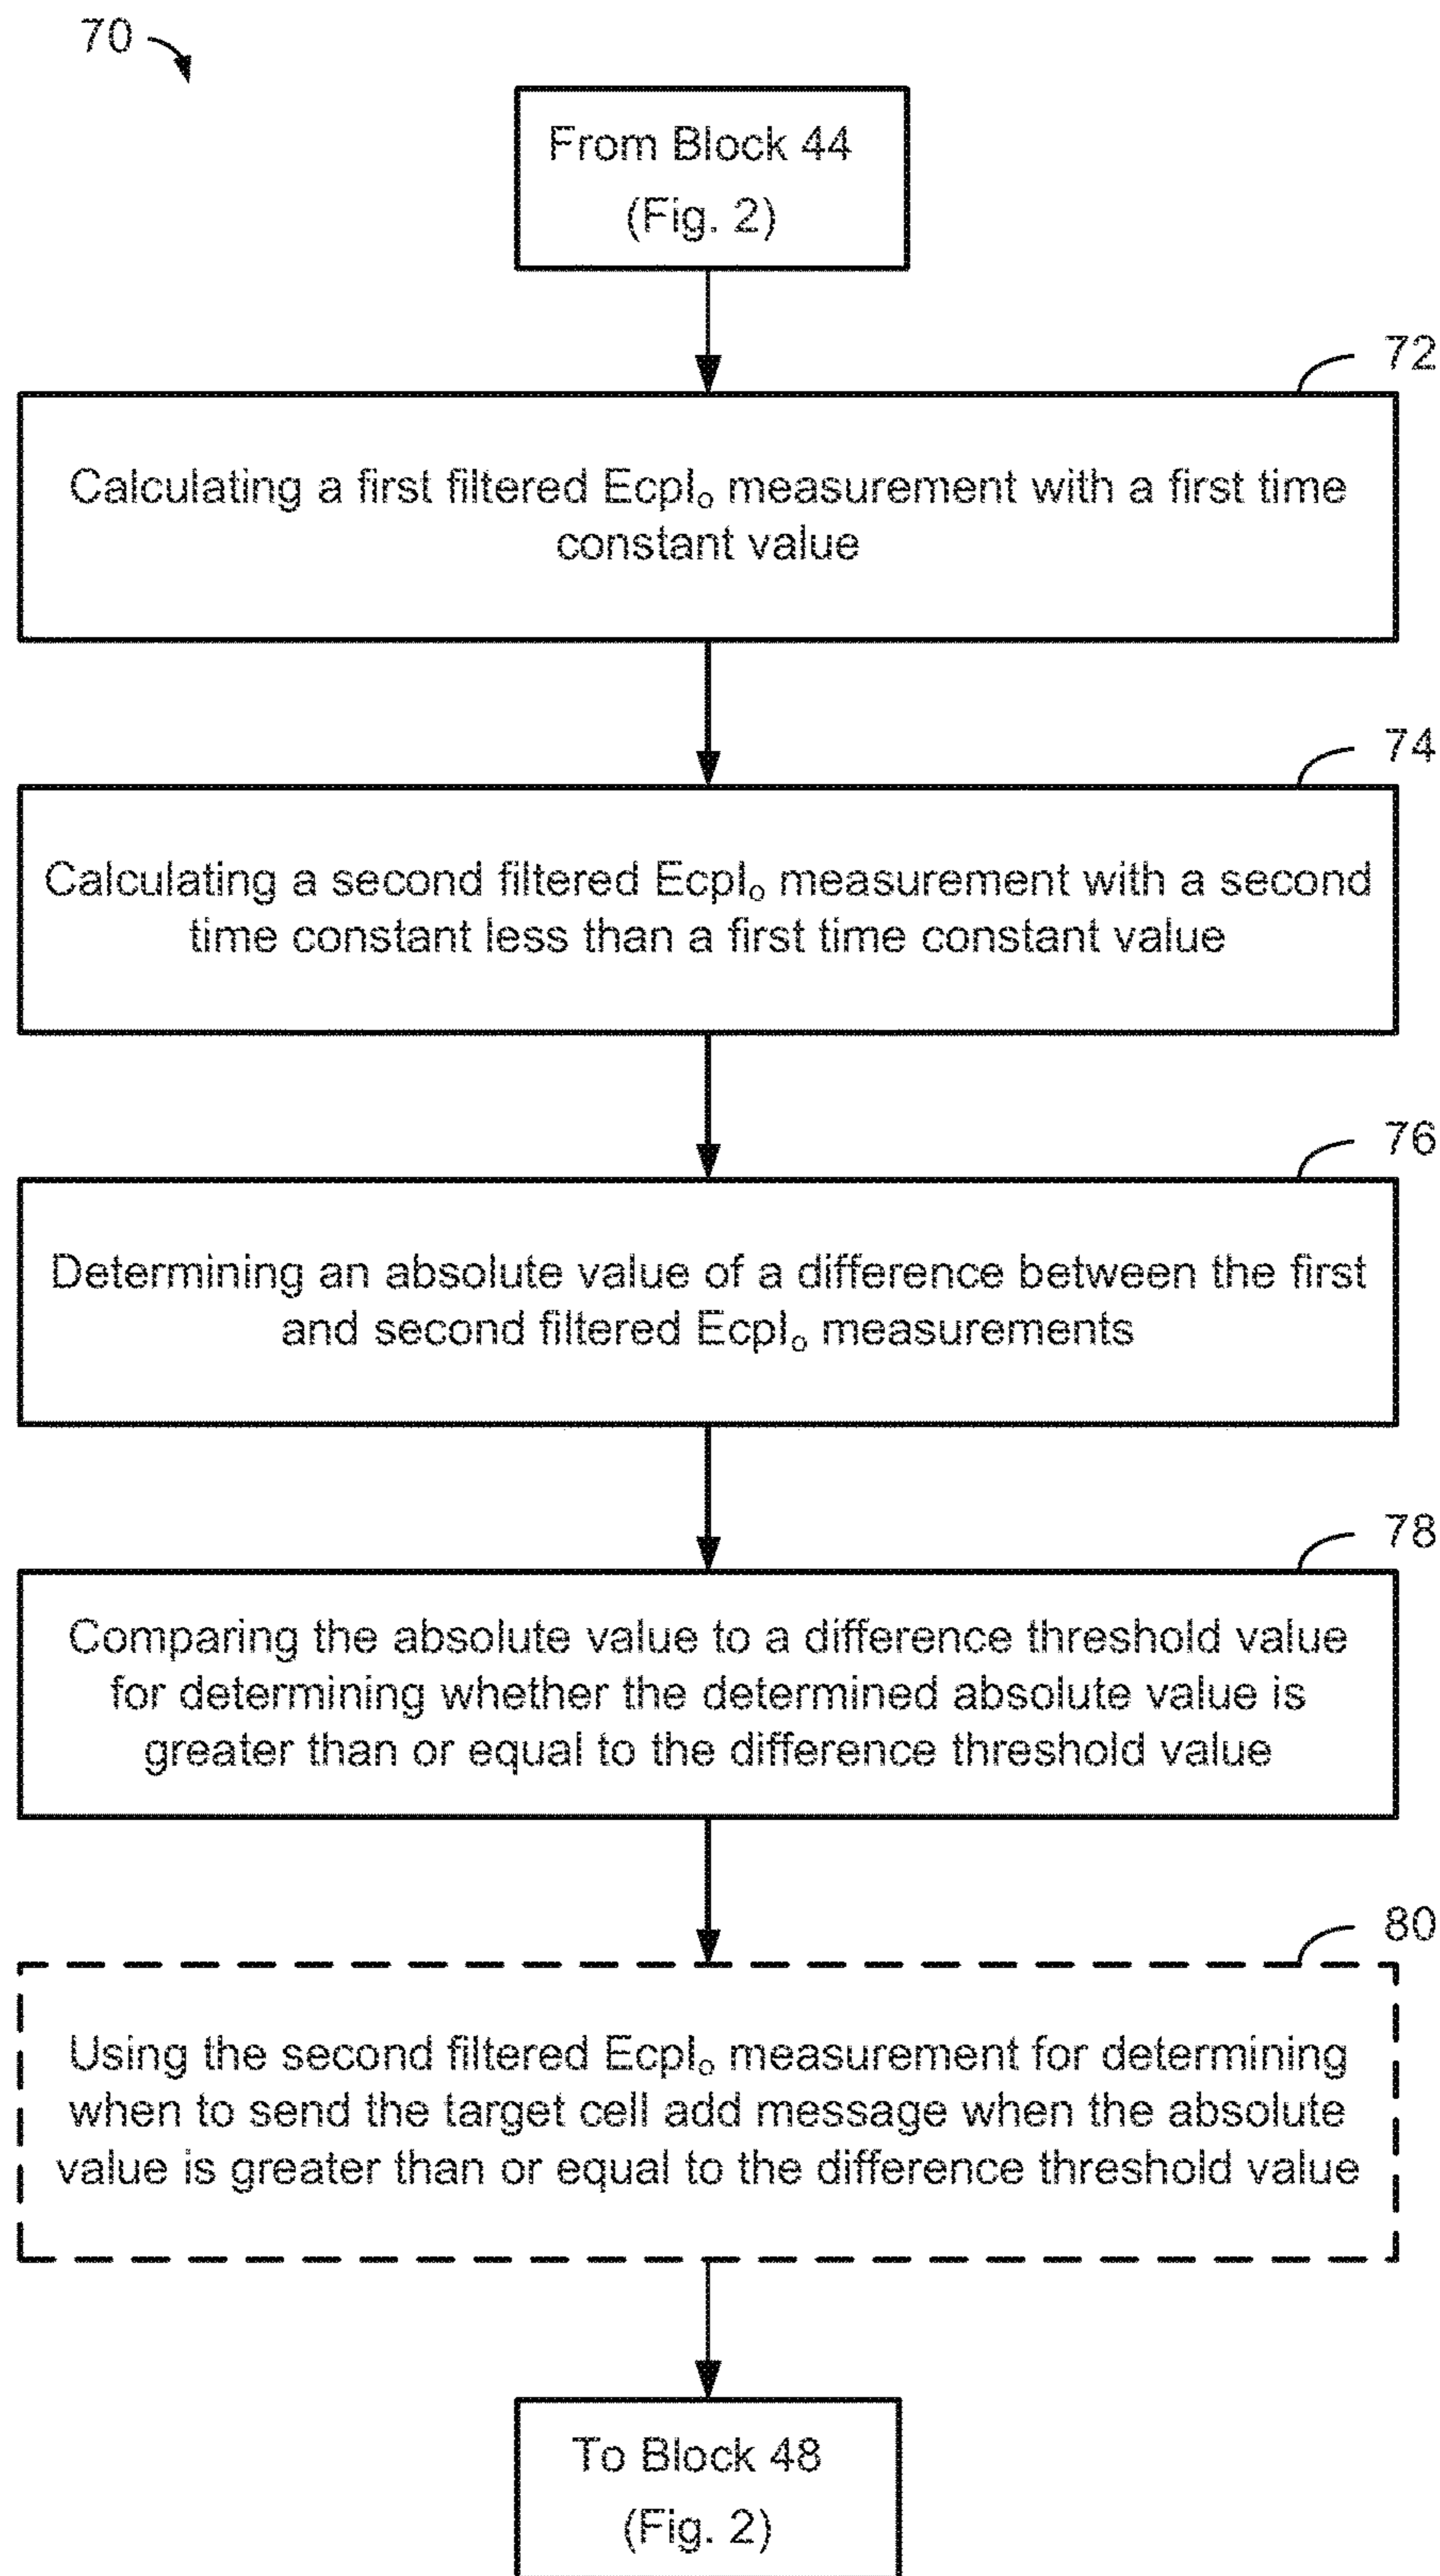 70
From Block 44
(Fig. 2)
72
Calculating a first filtered EcpIₒ measurement with a first time
constant value
74
Calculating a second filtered EcpIₒ measurement with a second
time constant less than a first time constant value
76
Determining an absolute value of a difference between the first
and second filtered EcpIₒ measurements
78
Comparing the absolute value to a difference threshold value
for determining whether the determined absolute value is
greater than or equal to the difference threshold value
80
Using the second filtered EcpIₒ measurement for determining
when to send the target cell add message when the absolute
value is greater than or equal to the difference threshold value
To Block 48
(Fig. 2)